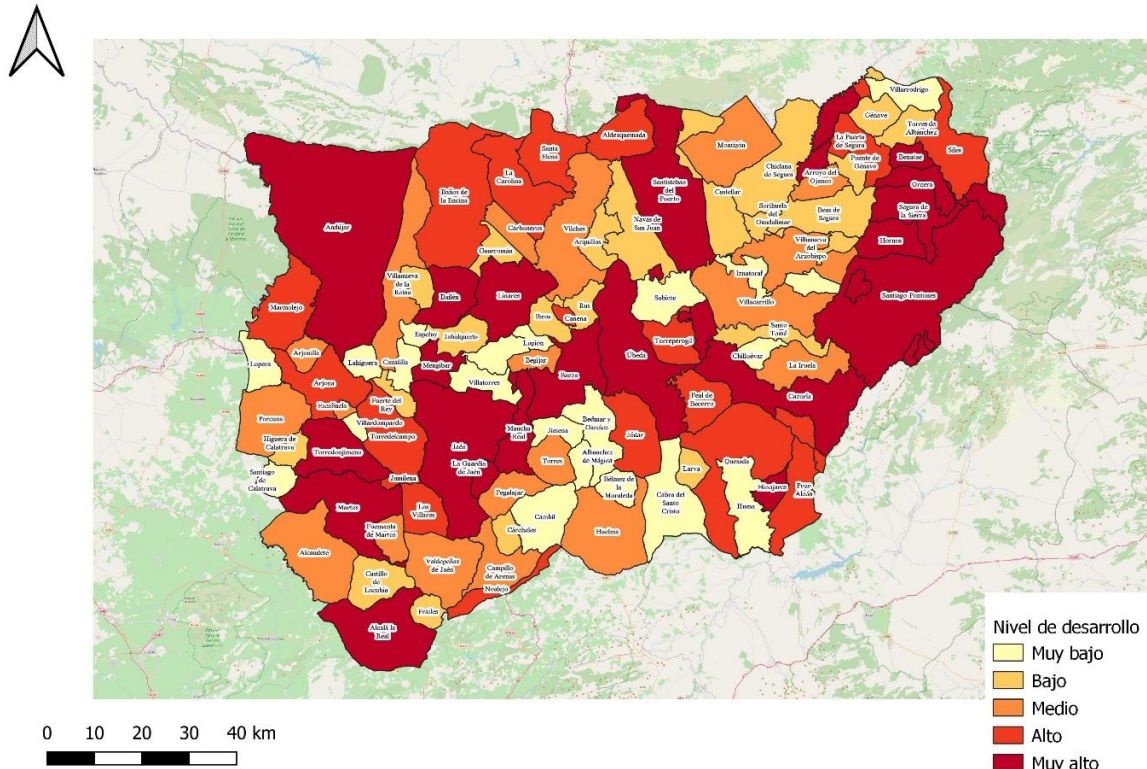 Villarrodrigo
Génave
Torres de
Albánchez
Siles
La Puerta
de Segura
Puente de
Génave
Benatae
Orcera
Segura de
la Sierra
Hornos
Santiago-Pontones
Arroyo del
Ojanco
Beas de
Segura
Chiclana
de Segura
Montizón
Castellar
Sorihuela
del
Guadalimar
Villanueva
del
Arzobispo
Iznatoraf
Villacarrillo
Santo
Tomé
Chilluévar
La Iruela
Cazorla
Aldeaquemada
Santisteban
del
Puerto
Navas de
San Juan
Santa
Elena
La
Carolina
Baños de
la Encina
Carboneros
Vilches
Arquillos
Guarromán
Andújar
Villanueva
de la
Reina
Bailén
Linares
Marmolejo
Lopera
Arjonilla
Arjona
Lahiguera
Cazalilla
Espeluy
Jabalquinto
Mengíbar
Ibros
Rus
Canena
Lupión
Begíjar
Villatorres
Baeza
Úbeda
Sabiote
Torreperogil
Porcuna
Escañuela
Fuerte del
Rey
Villardompardo
Higuera de
Calatrava
Santiago
de
Calatrava
Torredonjimeno
Torredelcampo
Jamilena
Jaén
La Guardia
de Jaén
Mancha
Real
Jimena
Bedmar y
Garcíez
Albanchez
de Mágina
Torres
Jódar
Bélmez de
la
Moraleda
Pegalajar
Cambil
Cárcheles
Huelma
Cabra del
Santo
Cristo
Larva
Peal de
Becerro
Quesada
Huesa
Hinojares
Pozo
Alcón
Martos
Fuensanta
de Martos
Los
Villares
Valdepeñas
de Jaén
Campillo
de Arenas
Noalejo
Alcaudete
Castillo
de
Locubín
Frailes
Alcalá la
Real
Nivel de desarrollo
Muy bajo
Bajo
Medio
Alto
Muy alto
0 10 20 30 40 km